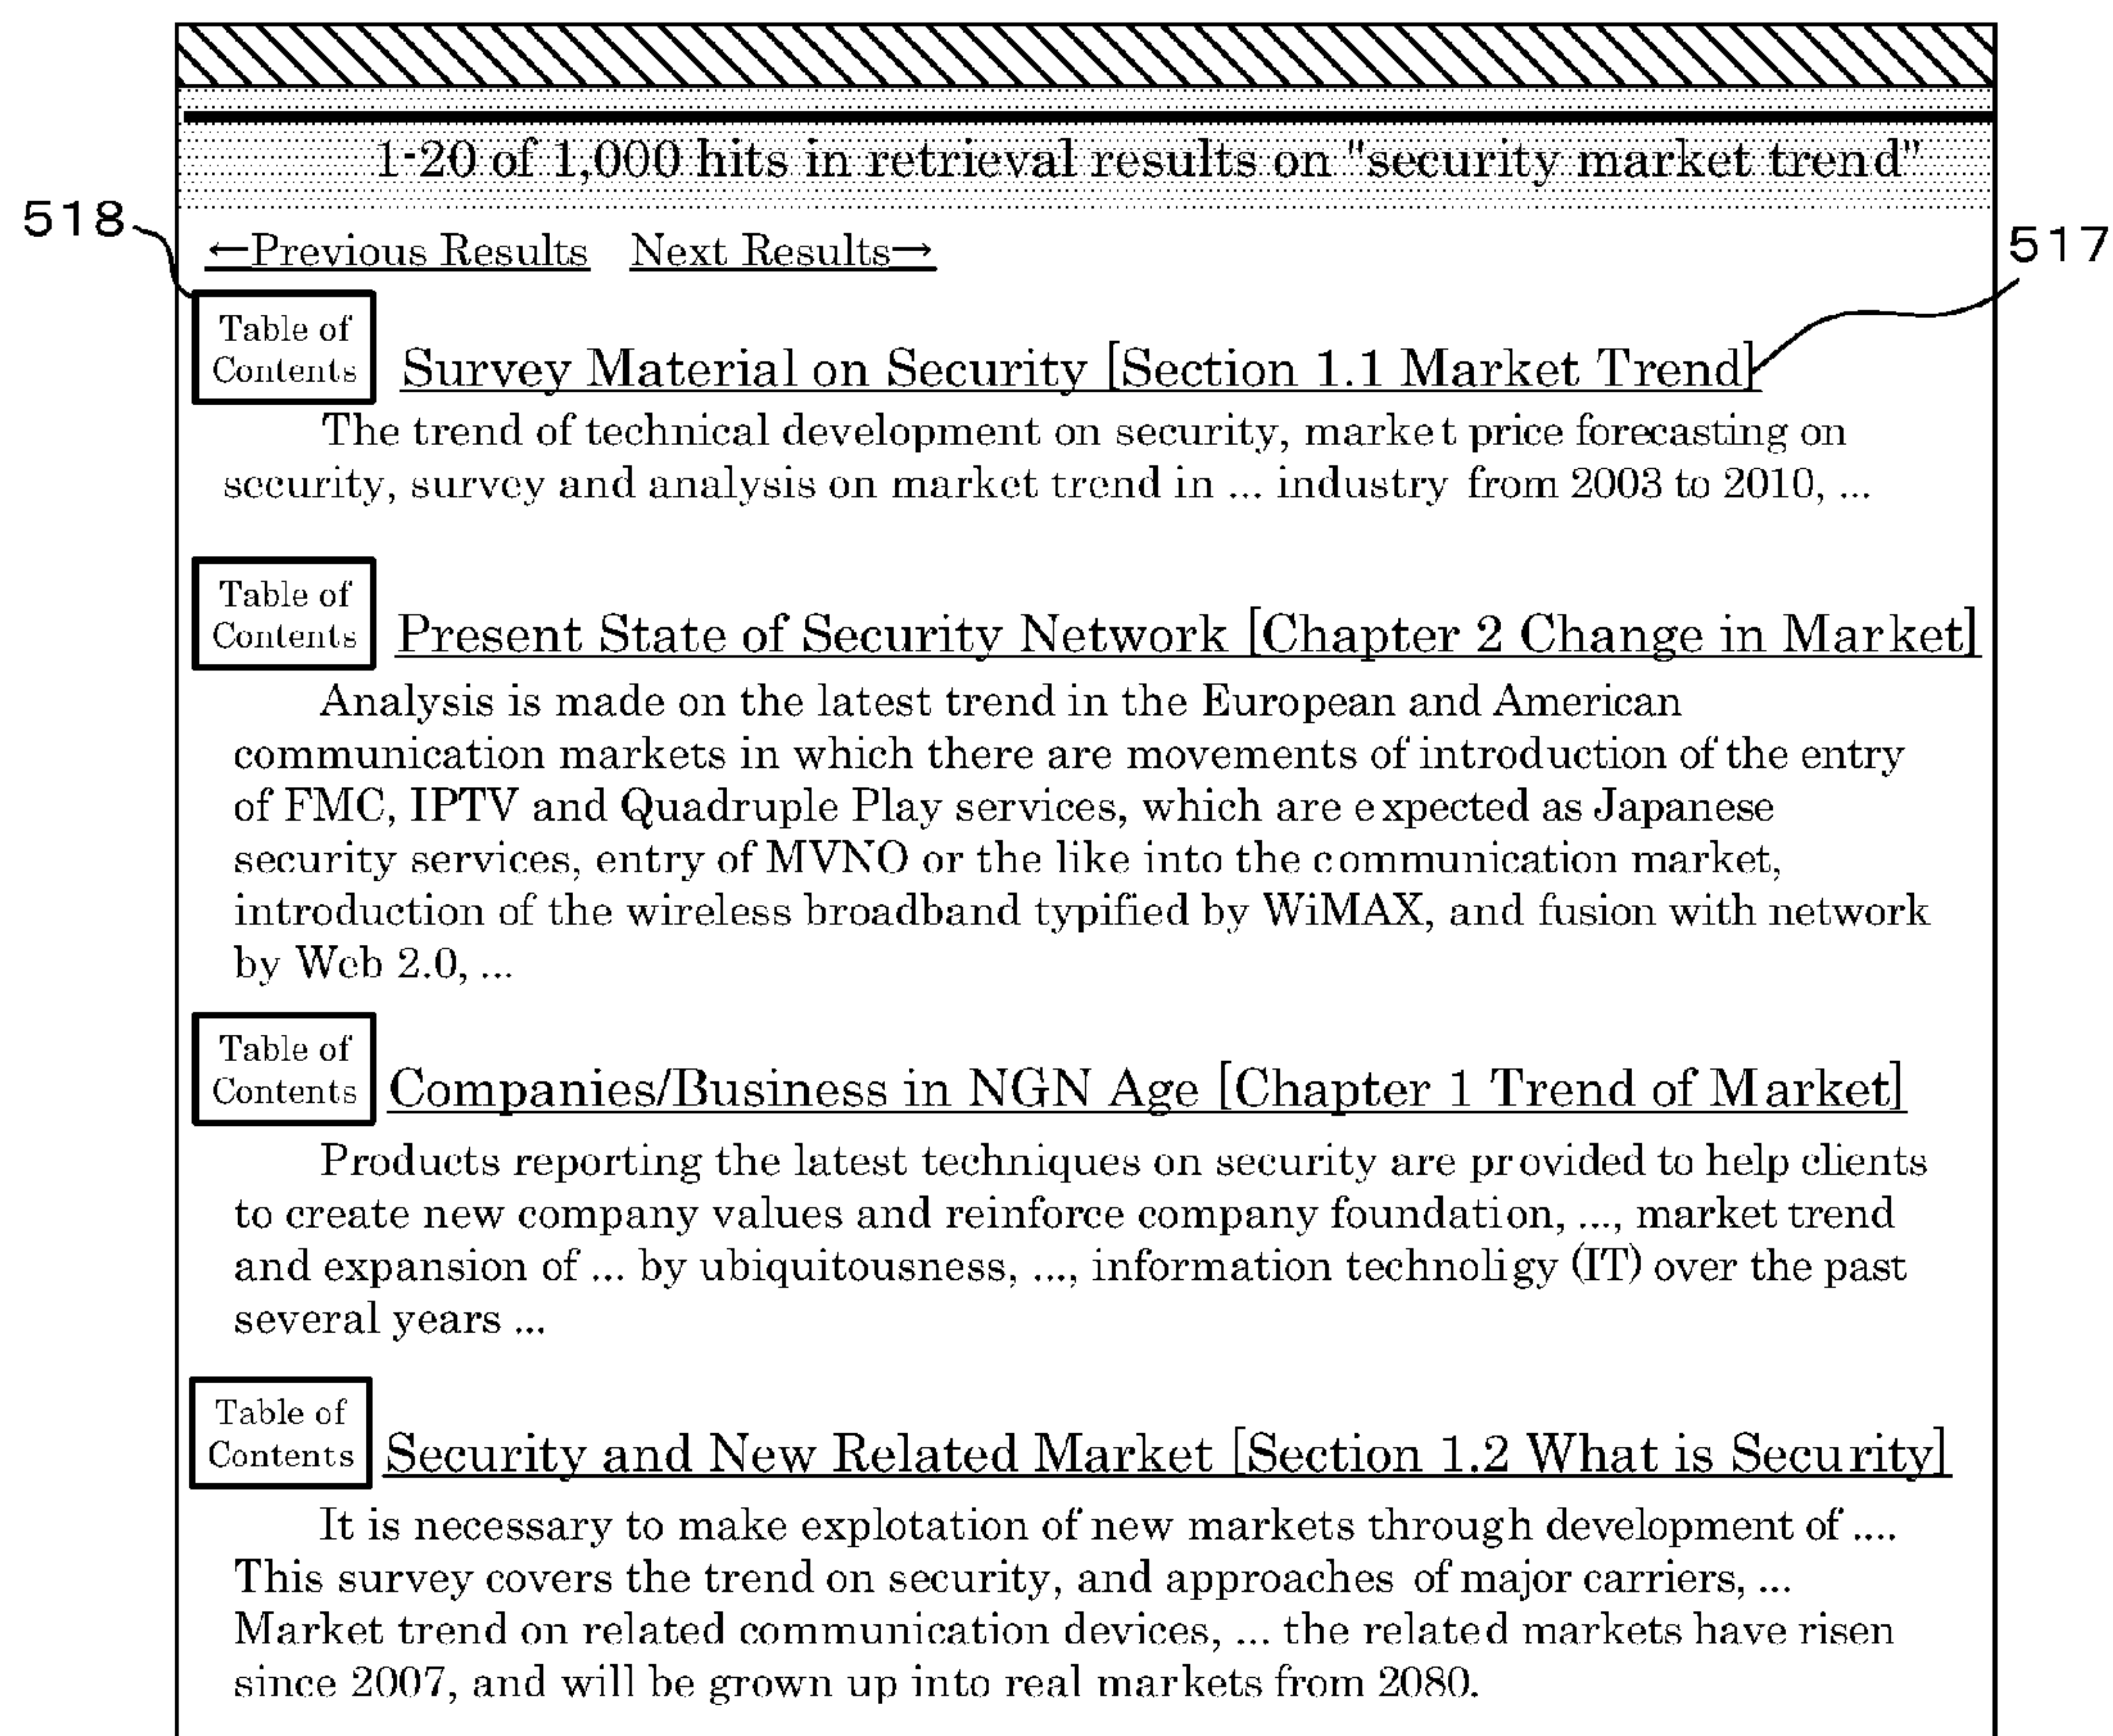 1-20 of 1,000 hits in retrieval results on "security market trend"
518
←Previous Results Next Results→
517
Table of
Contents
Survey Material on Security [Section 1.1 Market Trend]
The trend of technical development on security, market price forecasting on
security, survey and analysis on market trend in ... industry from 2003 to 2010, ...
Table of
Contents
Present State of Security Network [Chapter 2 Change in Market]
Analysis is made on the latest trend in the European and American
communication markets in which there are movements of introduction of the entry
of FMC, IPTV and Quadruple Play services, which are expected as Japanese
security services, entry of MVNO or the like into the communication market,
introduction of the wireless broadband typified by WiMAX, and fusion with network
by Web 2.0, ...
Table of
Contents
Companies/Business in NGN Age [Chapter 1 Trend of Market]
Products reporting the latest techniques on security are provided to help clients
to create new company values and reinforce company foundation, ..., market trend
and expansion of ... by ubiquitousness, ..., information technoligy (IT) over the past
several years ...
Table of
Contents
Security and New Related Market [Section 1.2 What is Security]
It is necessary to make explotation of new markets through development of ....
This survey covers the trend on security, and approaches of major carriers, ...
Market trend on related communication devices, ... the related markets have risen
since 2007, and will be grown up into real markets from 2080.